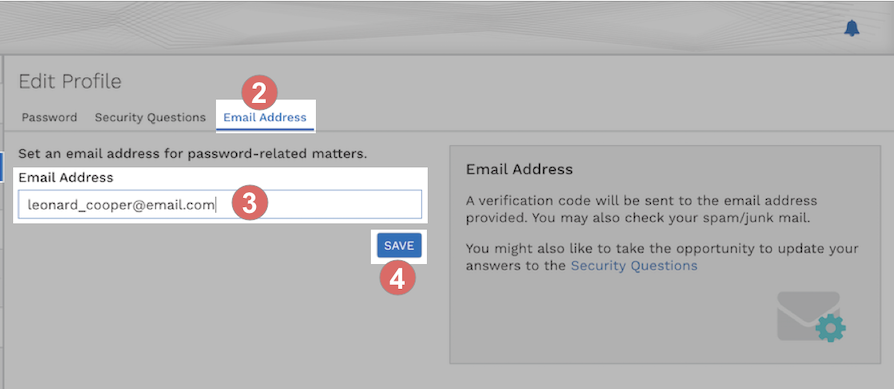 Edit Profile
2
Password Security Questions Email Address
Set an email address for password-related matters.
Email Address
leonard_cooper@email.com
3
SAVE
4
Email Address
A verification code will be sent to the email address
provided. You may also check your spam/junk mail.
You might also like to take the opportunity to update your
answers to the Security Questions